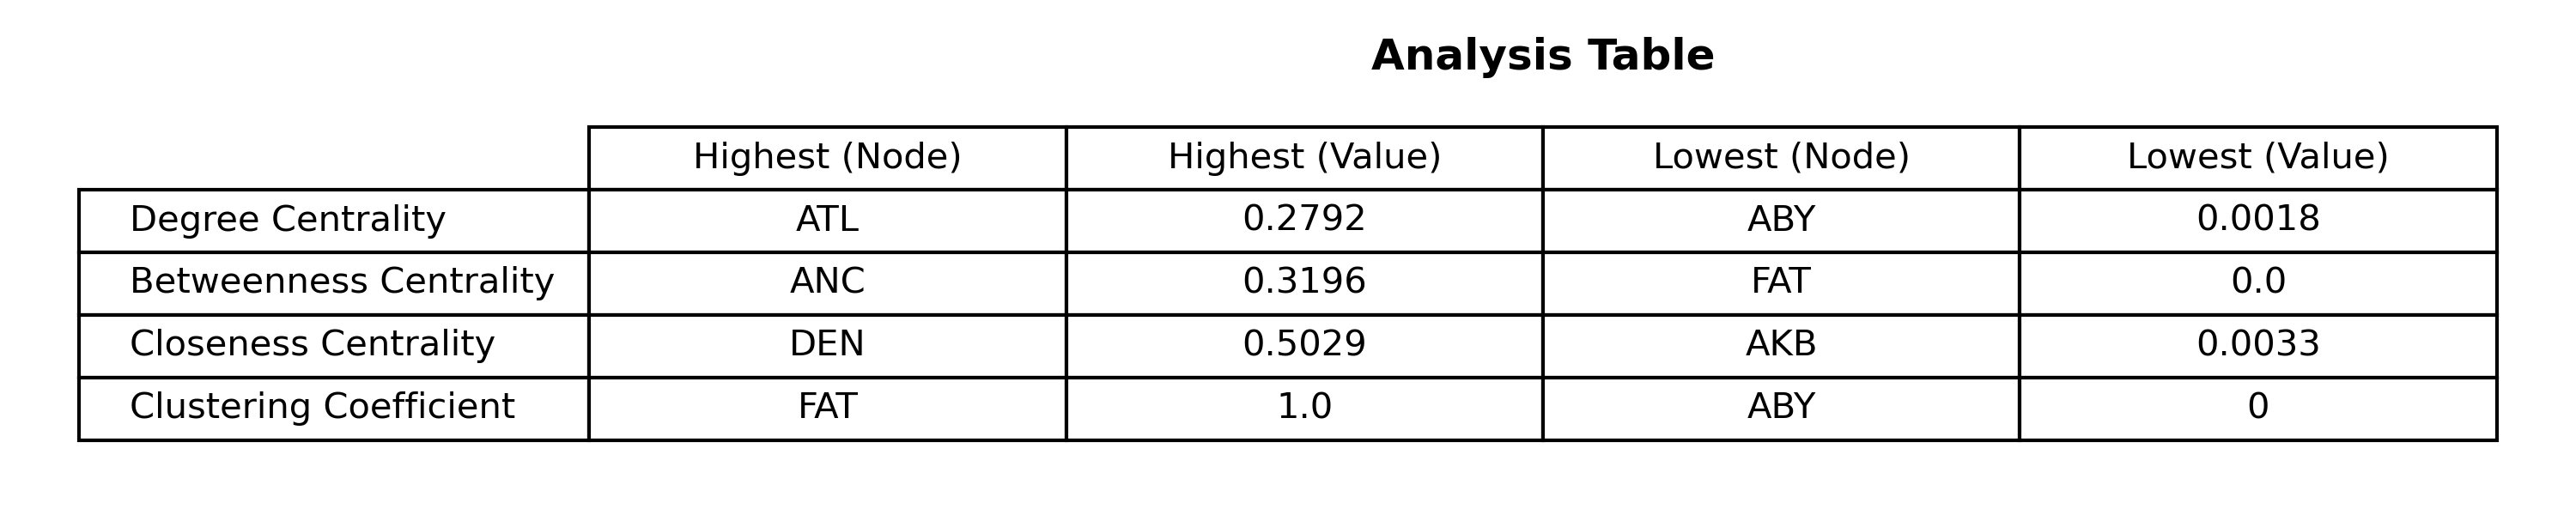 Analysis Table
Highest (Node) Highest (Value) Lowest (Node) Lowest (Value)
Degree Centrality ATL 0.2792 ABY 0.0018
Betweenness Centrality ANC 0.3196 FAT 0.0
Closeness Centrality DEN 0.5029 AKB 0.0033
Clustering Coefficient FAT 1.0 ABY 0